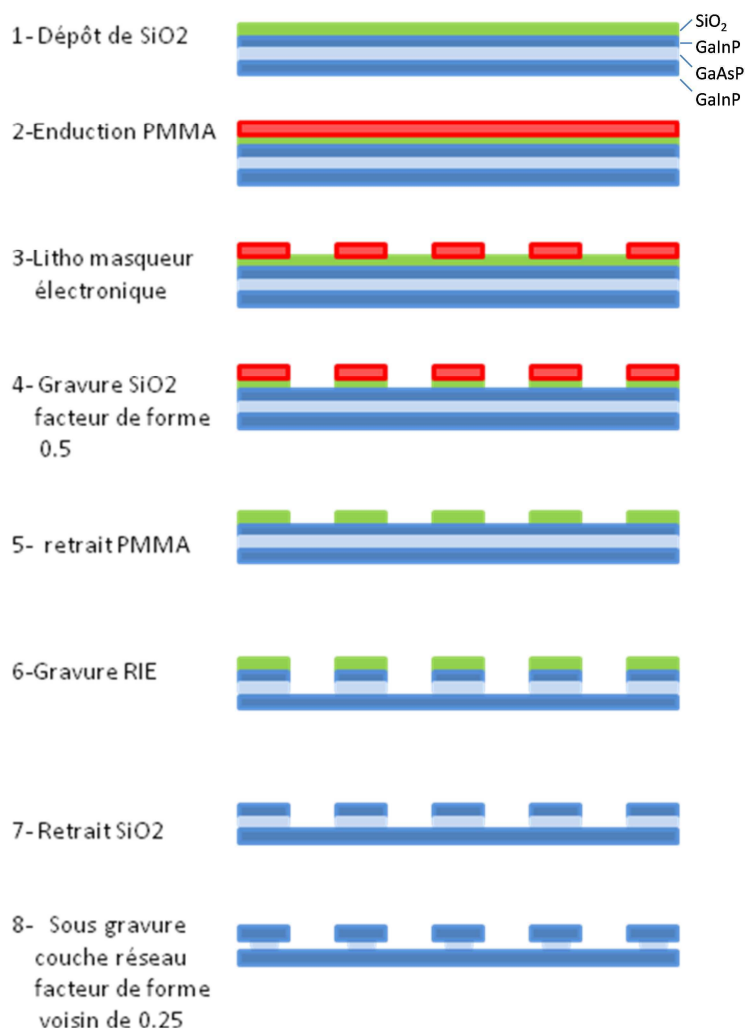 1- Dépôt de SiO2
SiO₂
GaInP
GaAsP
GaInP
2-Enduction PMMA
3-Litho masqueur
électronique
4- Gravure SiO2
facteur de forme
0.5
5- retrait PMMA
6-Gravure RIE
7- Retrait SiO2
8- Sous gravure
couche réseau
facteur de forme
voisin de 0.25